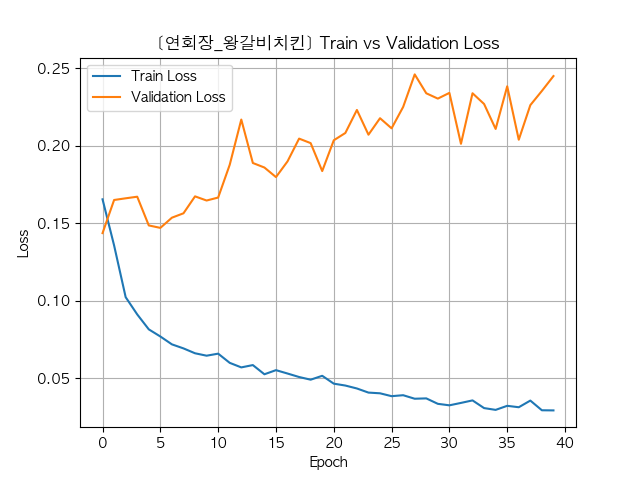 [연회장_왕갈비치킨] Train vs Validation Loss
Train Loss
Validation Loss
Loss
0.25
0.20
0.15
0.10
0.05
0 5 10 15 20 25 30 35 40
Epoch